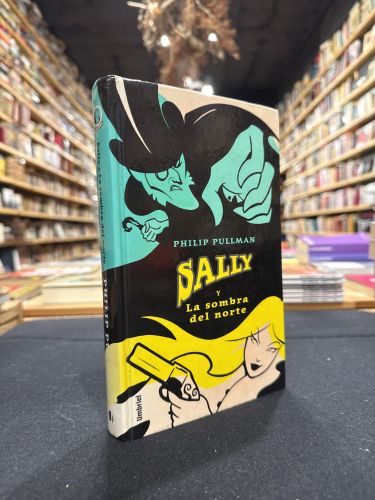 PHILIP PULLMAN
SALLY
Y
La sombra
del norte
Umbriel